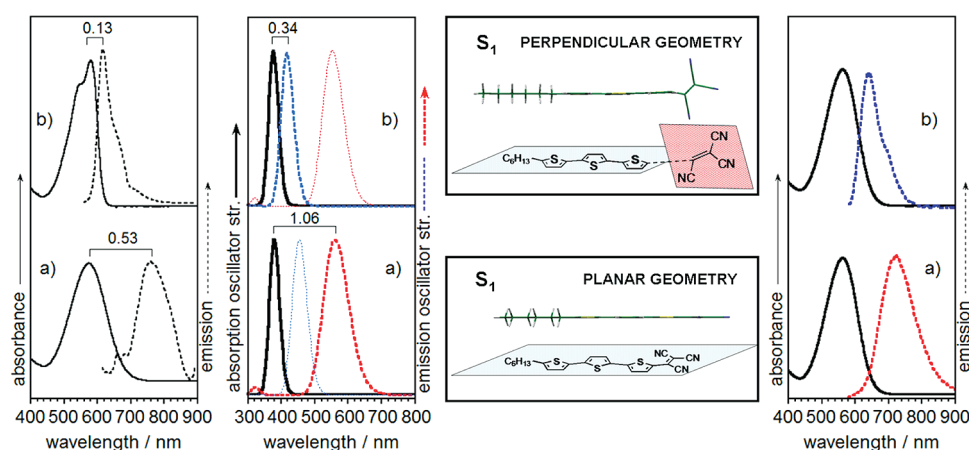 0.13
b)
0.53
a)
absorbance
emission
400 500 600 700 800 900
wavelength / nm
0.34
b)
1.06
a)
absorption oscillator str.
emission oscillator str.
300 400 500 600 700 800
wavelength / nm
S1 PERPENDICULAR GEOMETRY
C6H13
S
S
S
CN
CN
NC
S1 PLANAR GEOMETRY
C6H13
S
S
S
NC
CN
CN
b)
a)
absorbance
emission
400 500 600 700 800 900
wavelength / nm